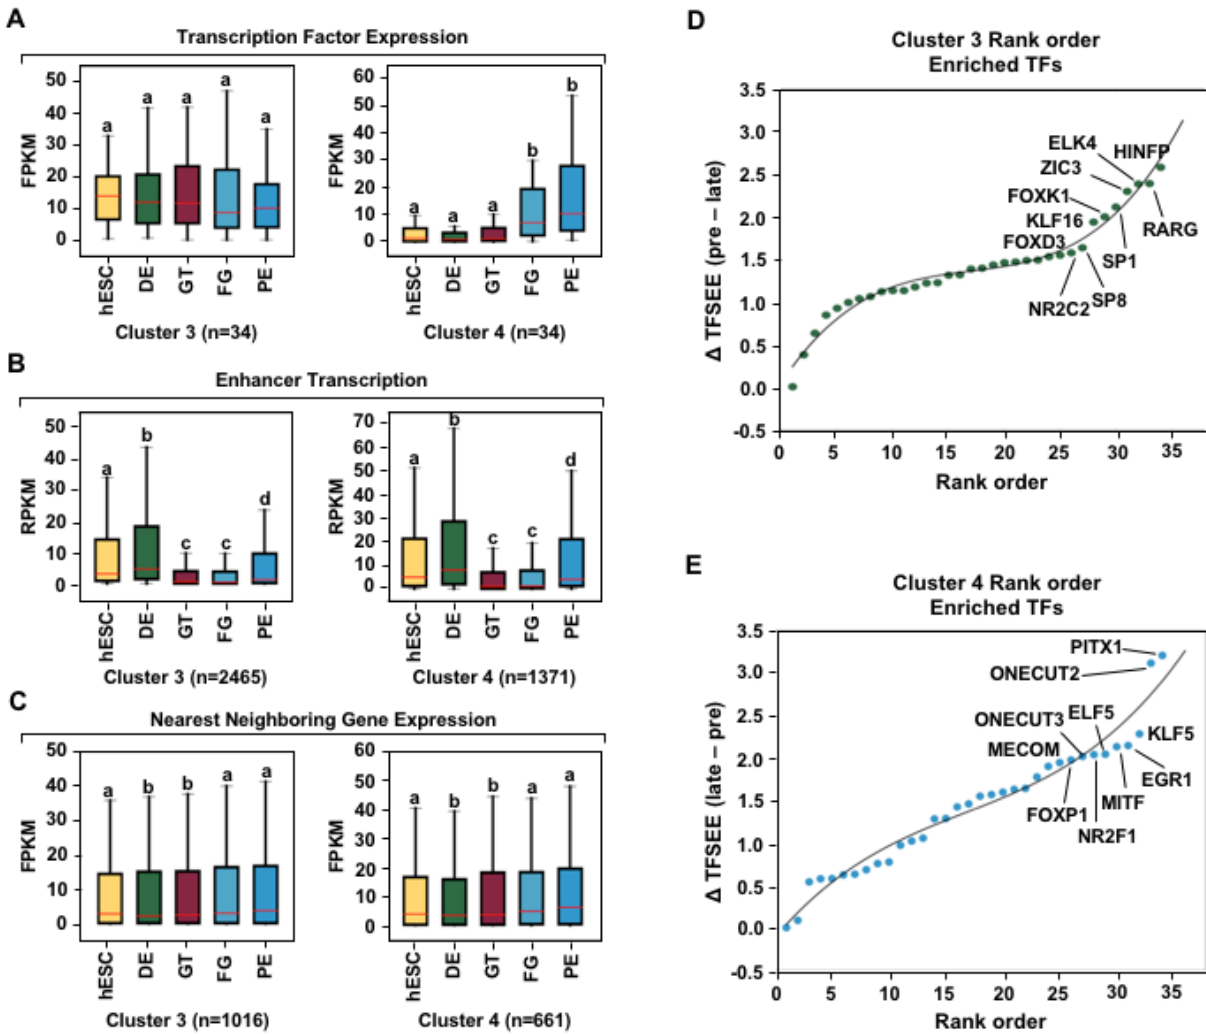 A
Transcription Factor Expression
FPKM
50
40
30
20
10
0
a
a
a
a
a
hESC
DE
GT
FG
PE
Cluster 3 (n=34)
FPKM
60
50
40
30
20
10
0
a
a
a
b
b
hESC
DE
GT
FG
PE
Cluster 4 (n=34)
B
Enhancer Transcription
RPKM
50
40
30
20
10
0
a
b
c
c
d
hESC
DE
GT
FG
PE
Cluster 3 (n=2465)
RPKM
70
60
50
40
30
20
10
0
a
b
c
c
d
hESC
DE
GT
FG
PE
Cluster 4 (n=1371)
C
Nearest Neighboring Gene Expression
FPKM
50
40
30
20
10
0
a
b
b
a
a
hESC
DE
GT
FG
PE
Cluster 3 (n=1016)
FPKM
60
50
40
30
20
10
0
a
b
b
a
a
hESC
DE
GT
FG
PE
Cluster 4 (n=661)
D
Cluster 3 Rank order
Enriched TFs
Δ TFSEE (pre – late)
3.5
3.0
2.5
2.0
1.5
1.0
0.5
0.0
-0.5
ELK4
HINFP
ZIC3
FOXK1
KLF16
RARG
FOXD3
SP1
NR2C2
SP8
0
5
10
15
20
25
30
35
Rank order
E
Cluster 4 Rank order
Enriched TFs
Δ TFSEE (late – pre)
3.5
3.0
2.5
2.0
1.5
1.0
0.5
0.0
-0.5
PITX1
ONECUT2
ONECUT3
ELF5
KLF5
MECOM
EGR1
MITF
FOXP1
NR2F1
0
5
10
15
20
25
30
35
Rank order